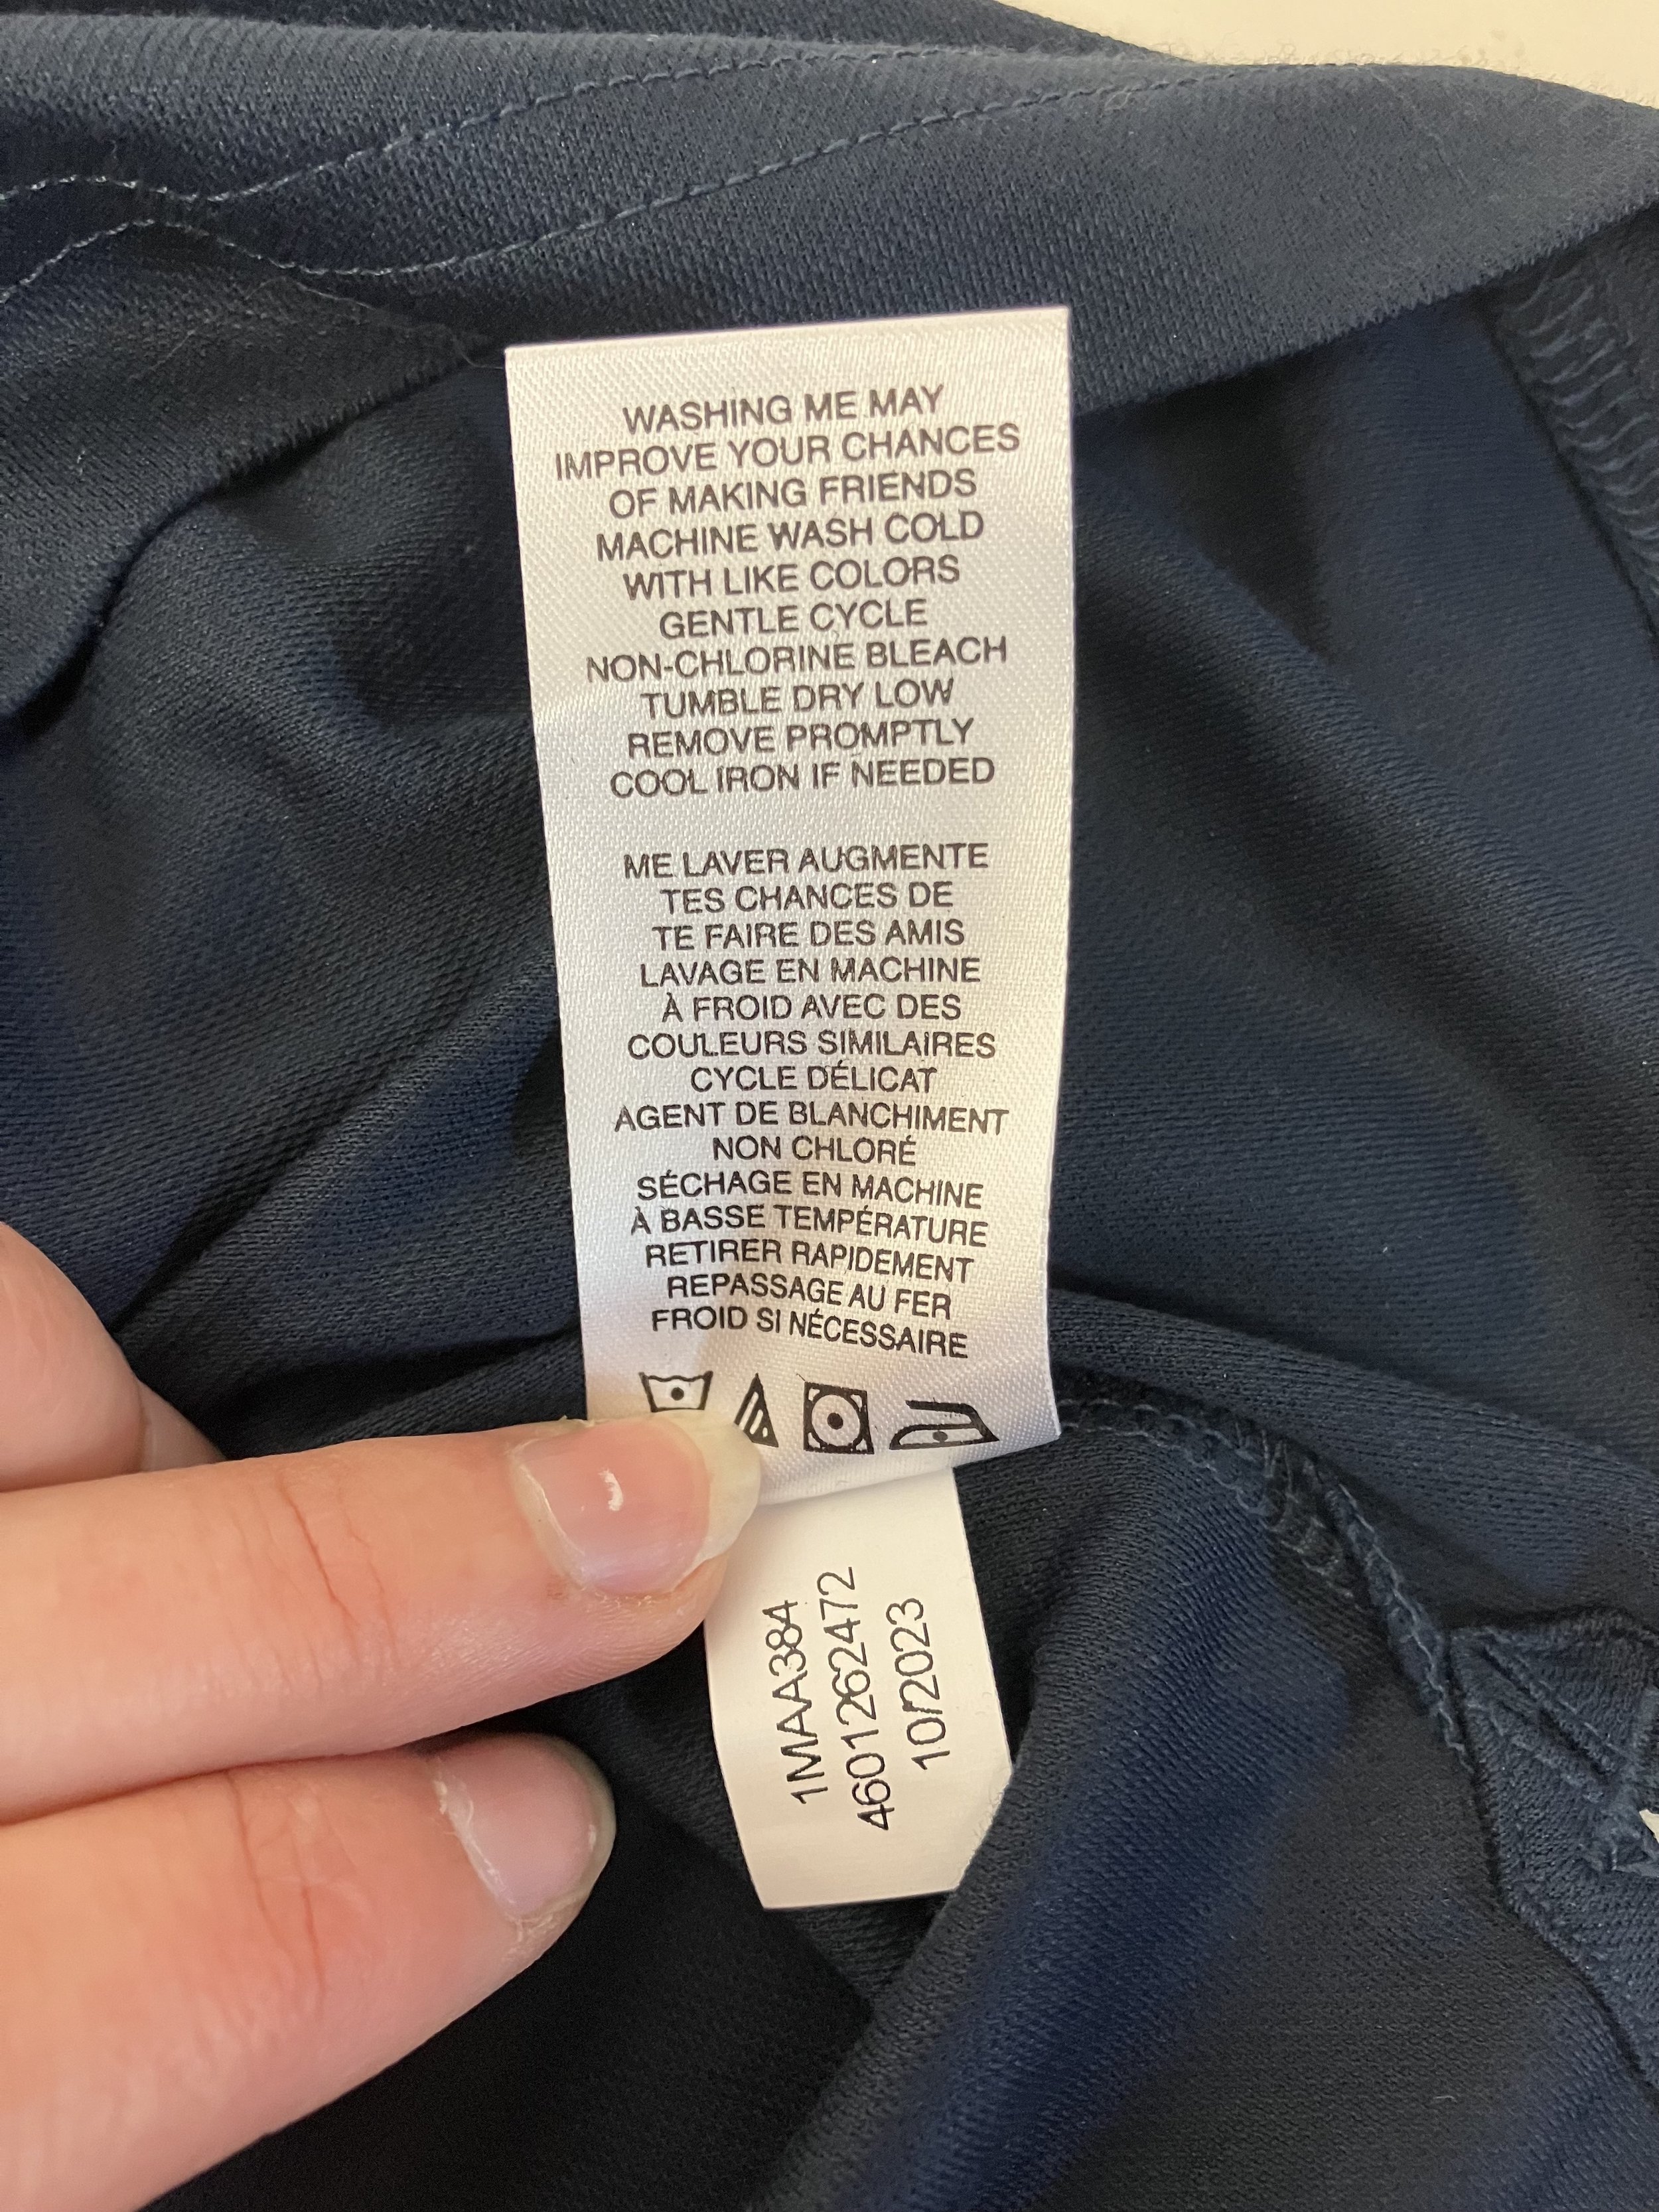 WASHING ME MAY
IMPROVE YOUR CHANCES
OF MAKING FRIENDS
MACHINE WASH COLD
WITH LIKE COLORS
GENTLE CYCLE
NON-CHLORINE BLEACH
TUMBLE DRY LOW
REMOVE PROMPTLY
COOL IRON IF NEEDED
ME LAVER AUGMENTE
TES CHANCES DE
TE FAIRE DES AMIS
LAVAGE EN MACHINE
À FROID AVEC DES
COULEURS SIMILAIRES
CYCLE DÉLICAT
AGENT DE BLANCHIMENT
NON CHLORÉ
SÉCHAGE EN MACHINE
À BASSE TEMPÉRATURE
RETIRER RAPIDEMENT
REPASSAGE AU FER
FROID SI NÉCESSAIRE
1MAA384
4601262472
10/2023